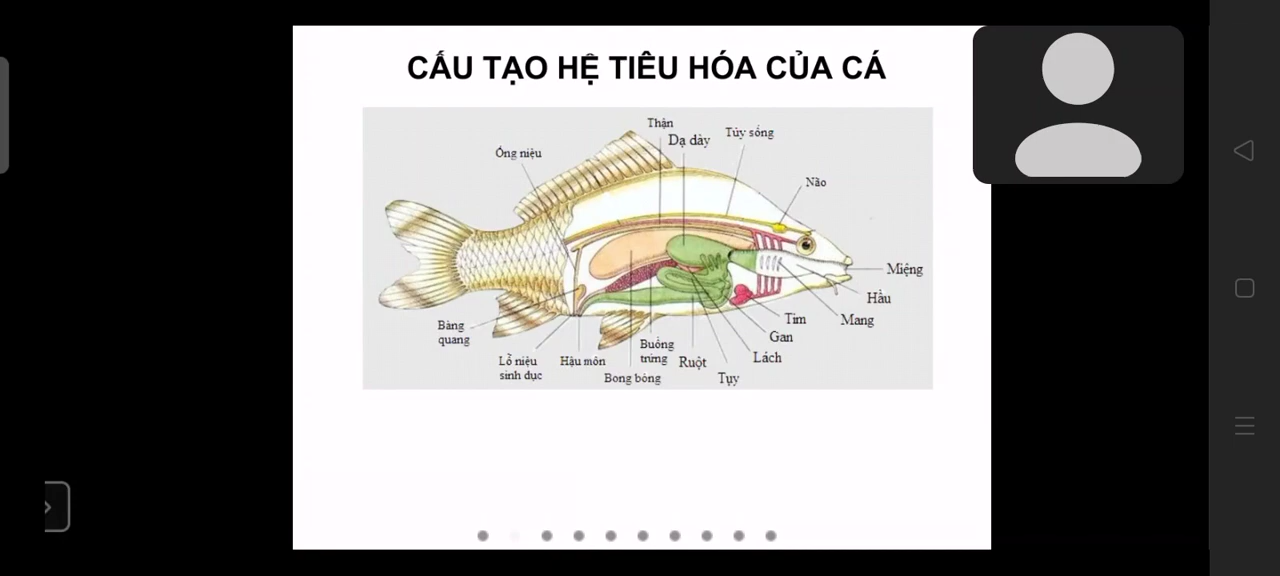 CẤU TẠO HỆ TIÊU HÓA CỦA CÁ
Thận
Dạ dày
Tủy sống
Ống niệu
Não
Miệng
Hầu
Mang
Tim
Gan
Lách
Tụy
Ruột
Buồng
trứng
Bong bóng
Hậu môn
Lỗ niệu
sinh dục
Bàng
quang